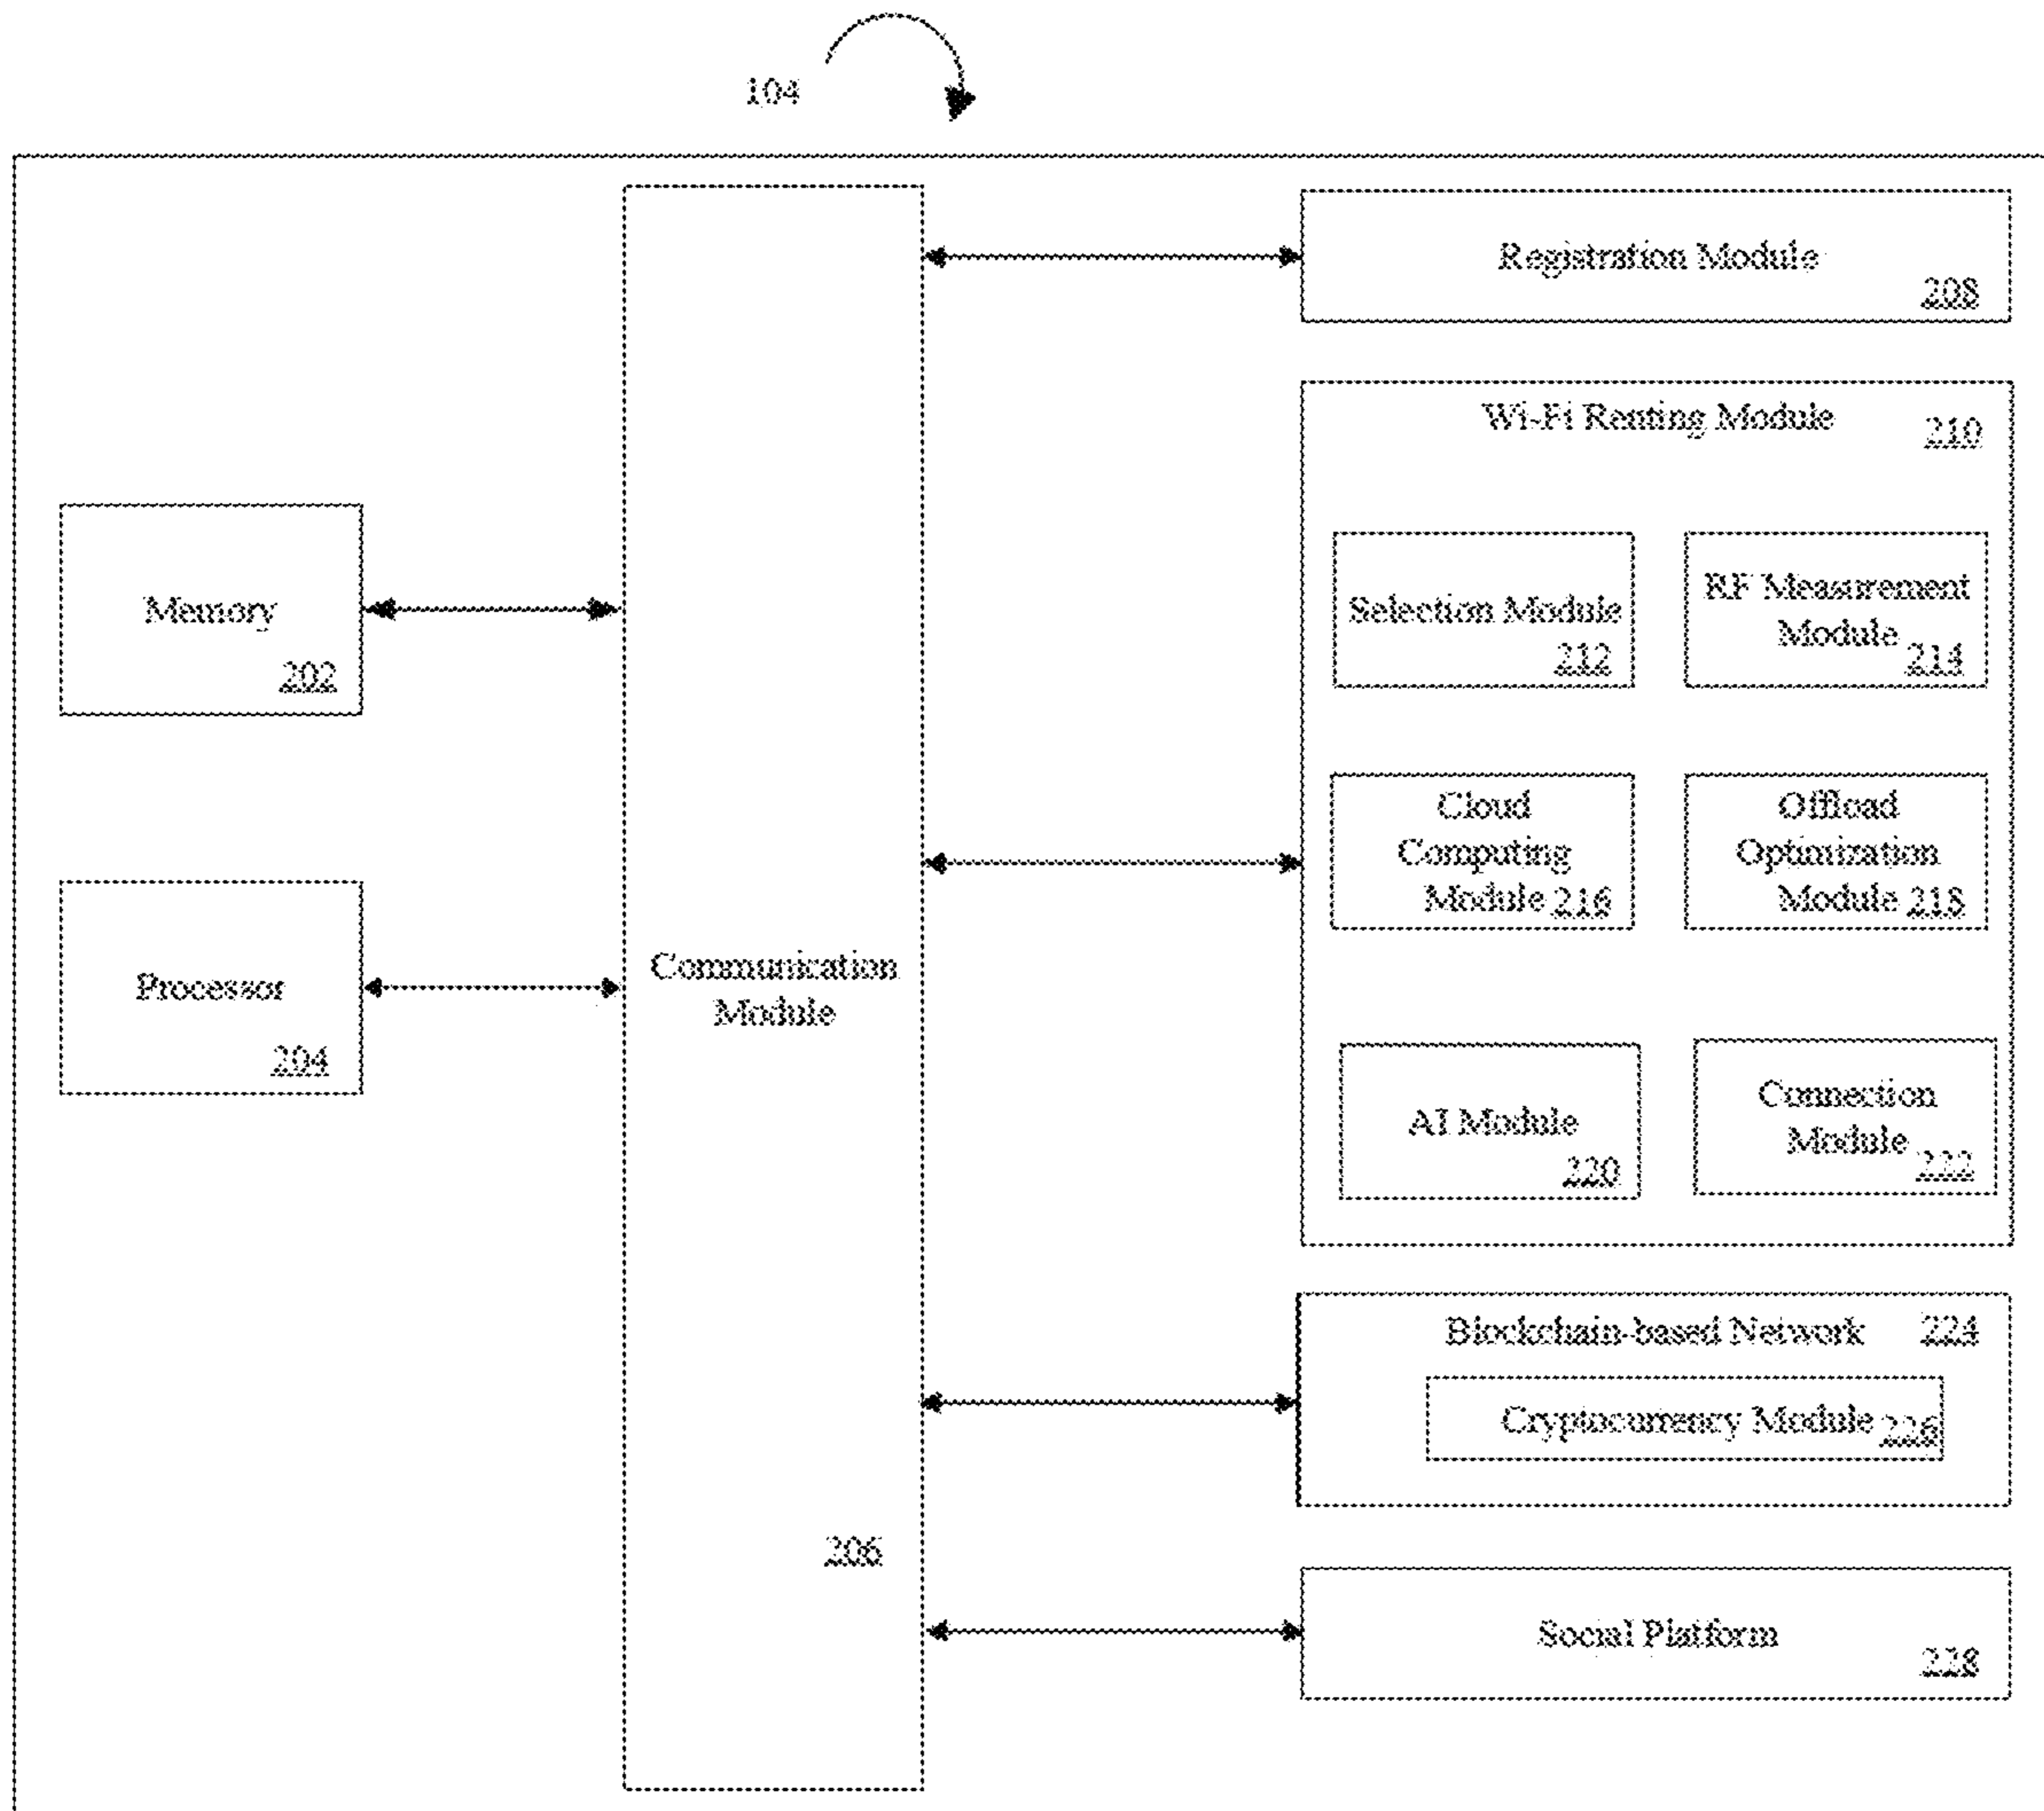 104
Registration Module
208
Wi-Fi Renting Module
210
Selection Module
212
RF Measurement
Module
214
Memory
202
Cloud
Computing
Module 216
Offload
Optimization
Module 218
Processor
204
Communication
Module
206
AI Module
220
Connection
Module
222
Blockchain-based Network
224
Cryptocurrency Module
226
Social Platform
228